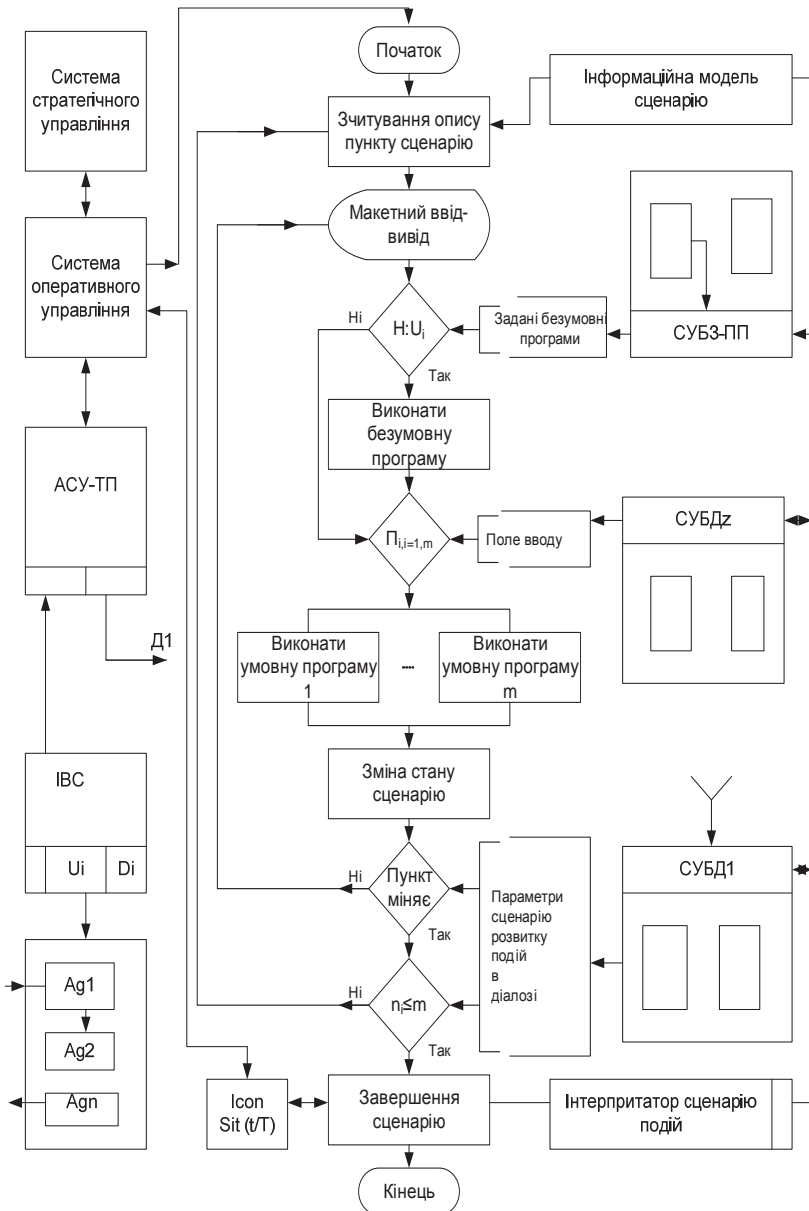 Початок
Система
стратегічного
управління
Інформаційна модель
сценарію
Зчитування опису
пункту сценарію
Макетний ввід-
вивід
Система
оперативного
управління
Ні
H:Ui
Задані безумовні
програми
СУБЗ-ПП
Так
Виконати
безумовну
програму
АСУ-ТП
Пi,i=1,m
Поле вводу
СУБДz
Д1
Виконати
умовну програму
1
....
Виконати
умовну програму
m
ІВС
Ui
Di
Зміна стану
сценарію
СУБД1
Ні
Пункт
міняє
Так
Параметри
сценарію
розвитку
подій
в
діалозі
Ag1
Ag2
Agn
Ні
ni≤m
Так
Icon
Sit (t/T)
Завершення
сценарію
Інтерпритатор сценарію
подій
Кінець